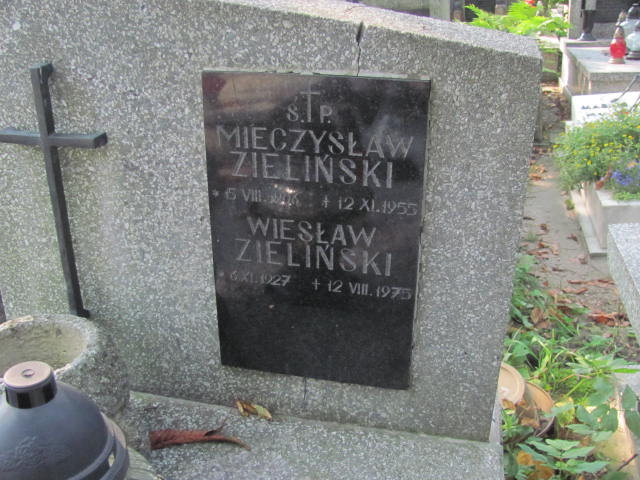 Ś. P.
MIECZYSŁAW
ZIELIŃSKI
* 15 VIII. + 12 XI. 1955
WIESŁAW
ZIELIŃSKI
* 6 XI. 1927 + 12 VIII. 1975